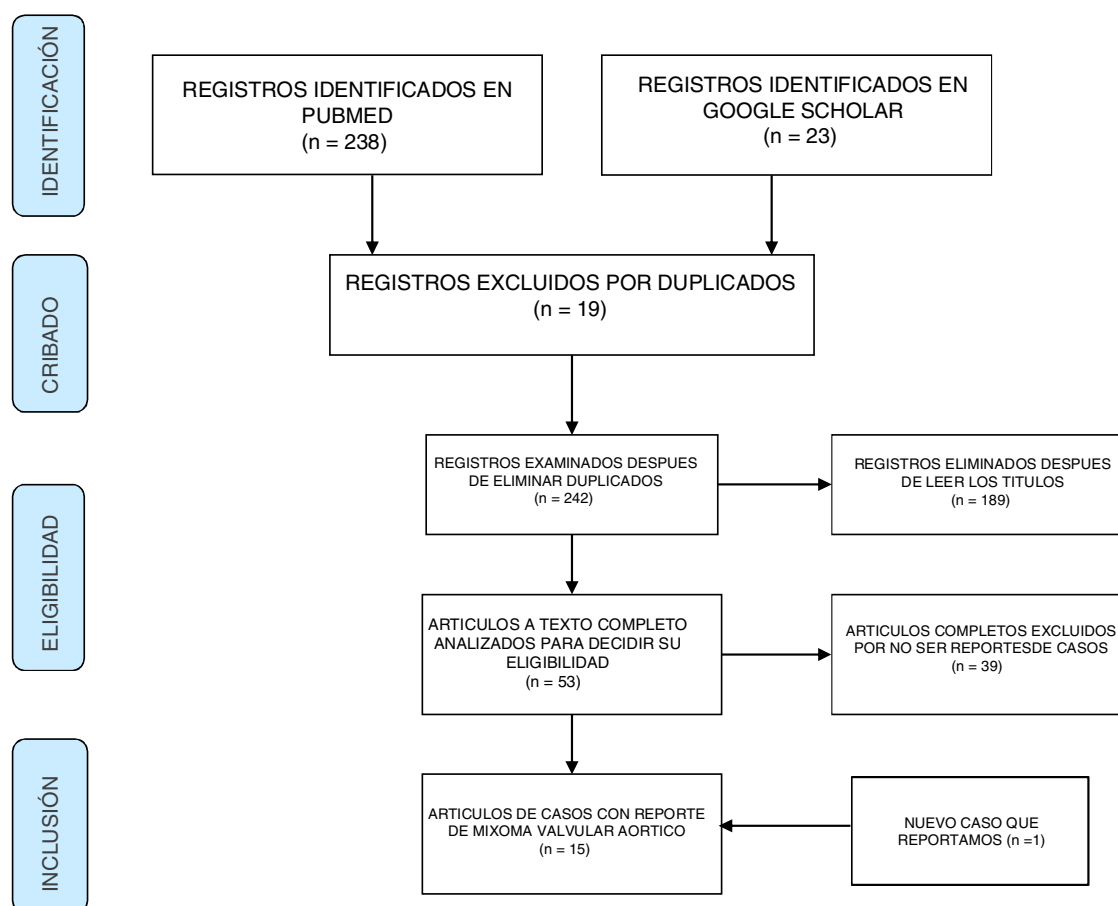 IDENTIFICACIÓN
REGISTROS IDENTIFICADOS EN
PUBMED
(n = 238)
REGISTROS IDENTIFICADOS EN
GOOGLE SCHOLAR
(n = 23)
CRIBADO
REGISTROS EXCLUIDOS POR DUPLICADOS
(n = 19)
ELIGIBILIDAD
REGISTROS EXAMINADOS DESPUES
DE ELIMINAR DUPLICADOS
(n = 242)
REGISTROS ELIMINADOS DESPUES
DE LEER LOS TITULOS
(n = 189)
ARTICULOS A TEXTO COMPLETO
ANALIZADOS PARA DECIDIR SU
ELIGIBILIDAD
(n = 53)
ARTICULOS COMPLETOS EXCLUIDOS
POR NO SER REPORTESDE CASOS
(n = 39)
INCLUSIÓN
ARTICULOS DE CASOS CON REPORTE
DE MIXOMA VALVULAR AORTICO
(n = 15)
NUEVO CASO QUE
REPORTAMOS (n =1)